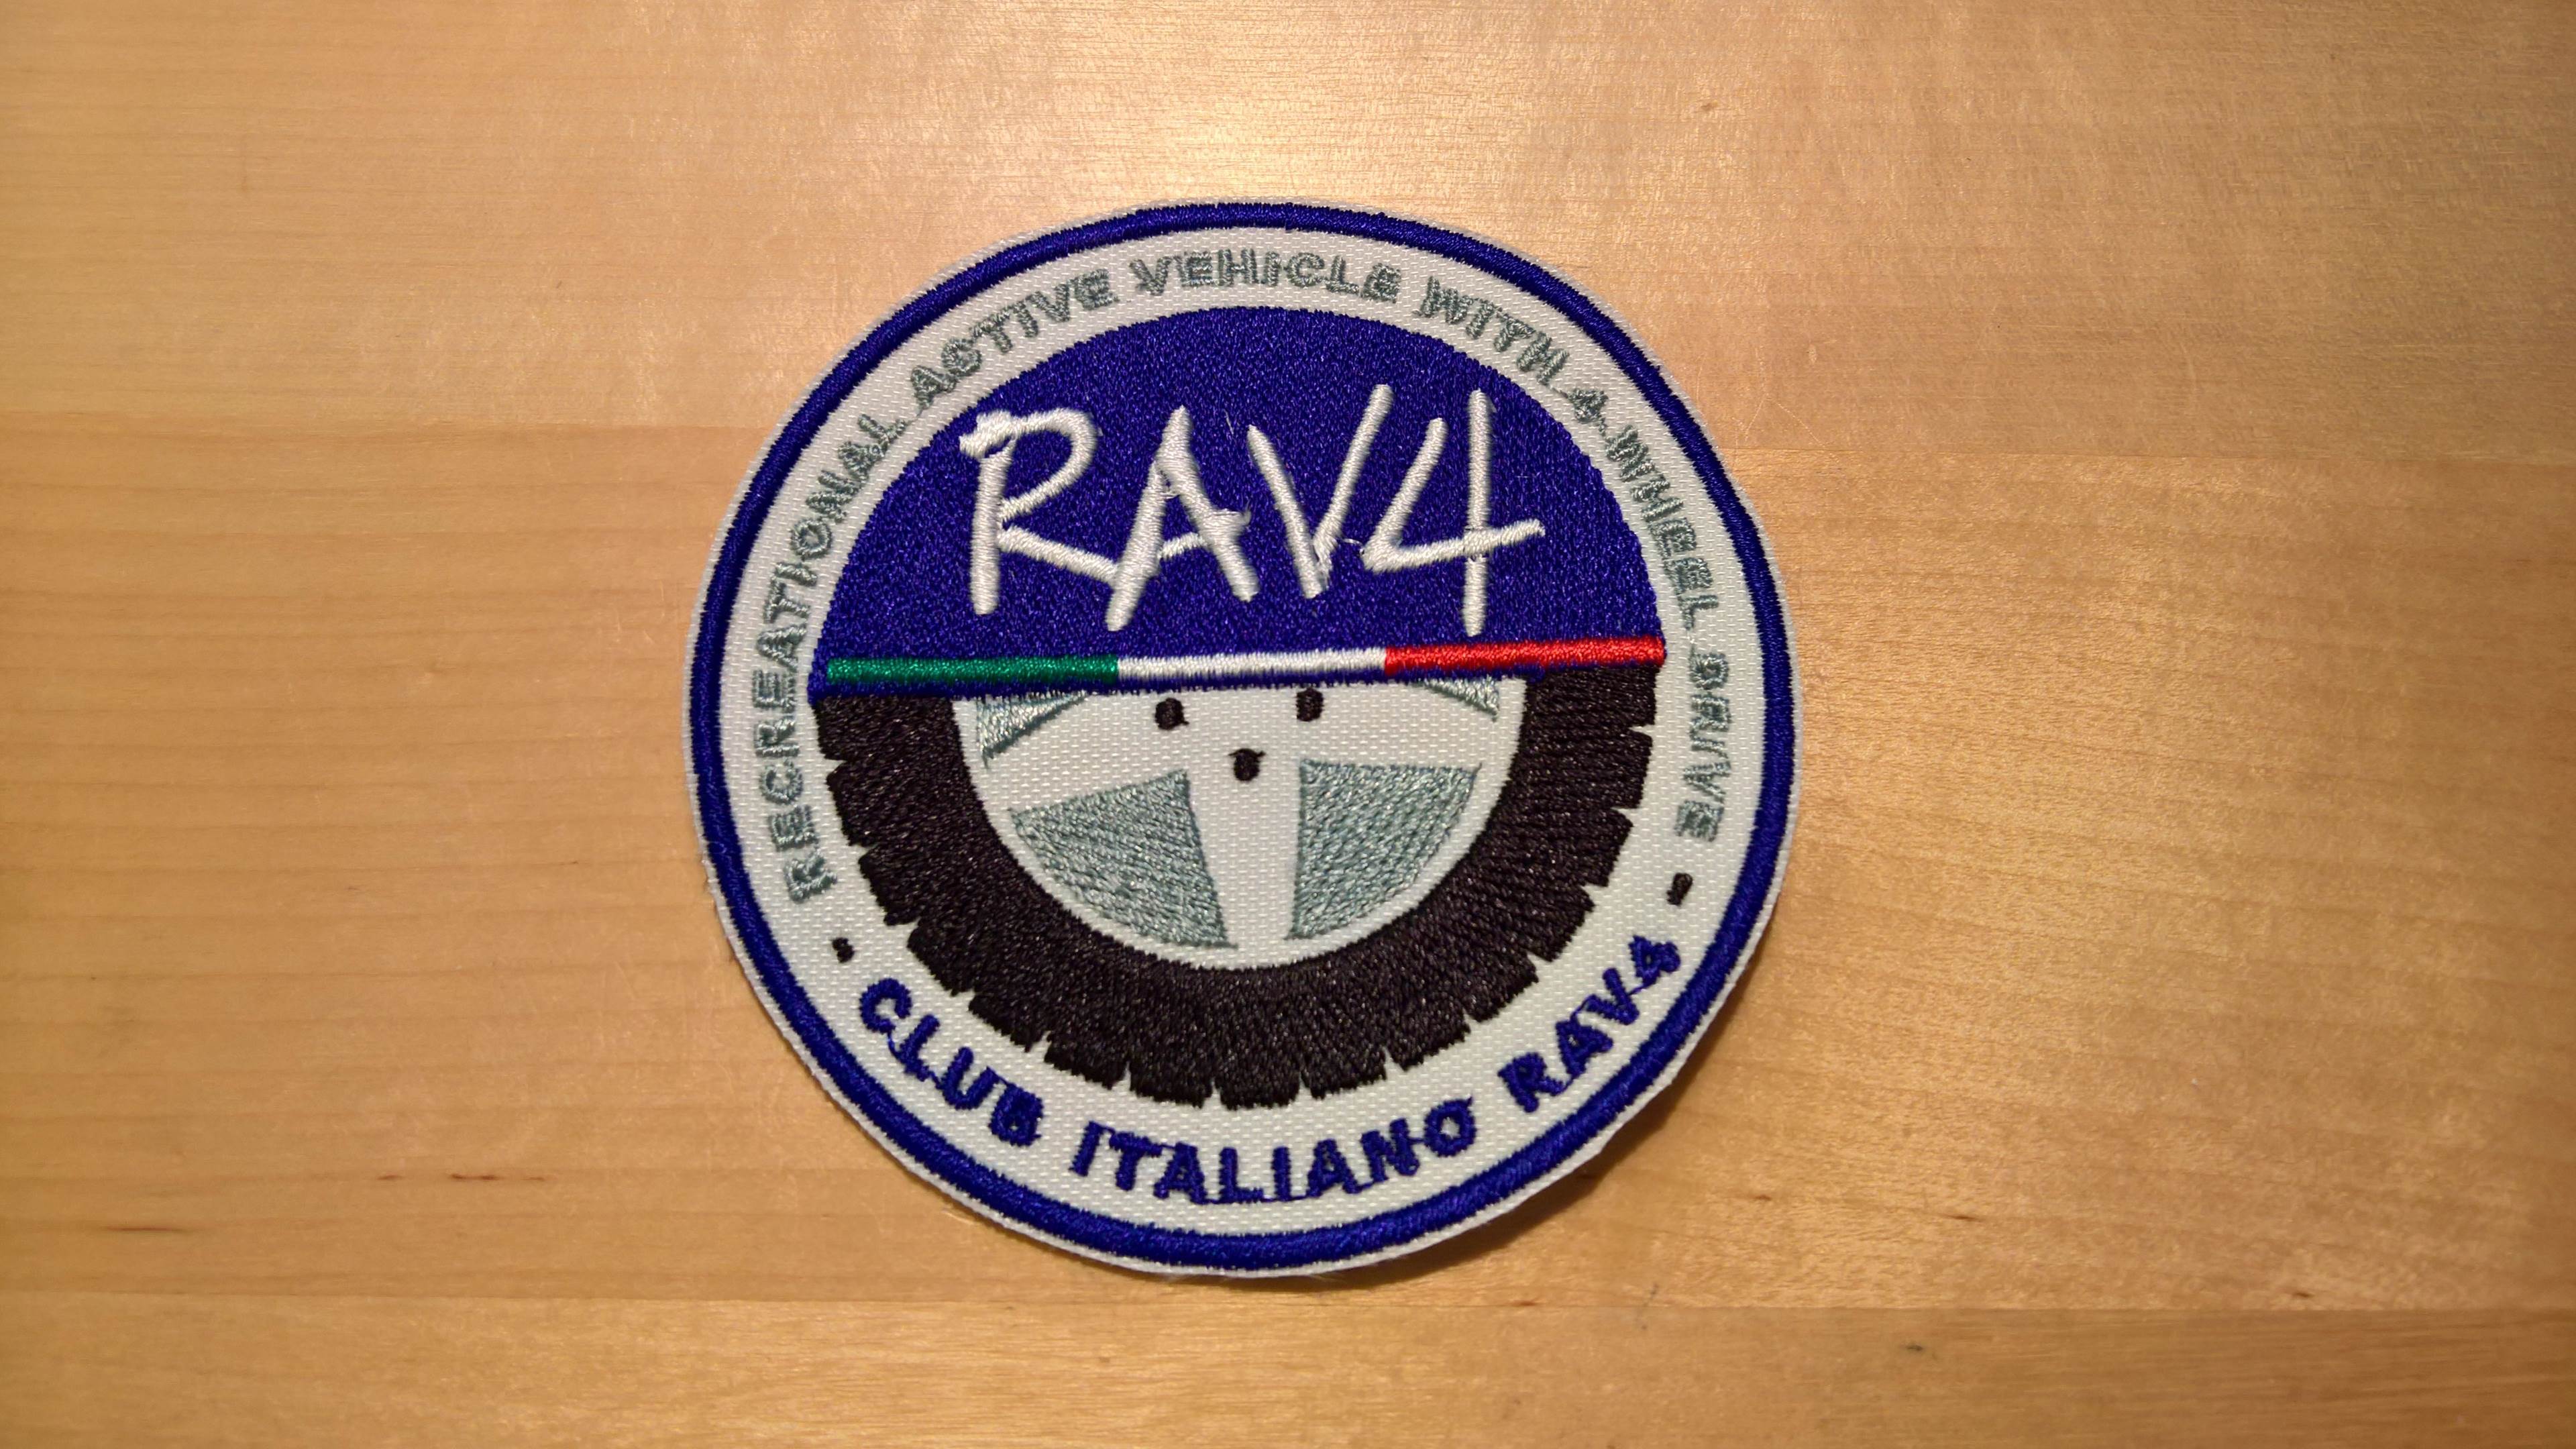 RECREATIONAL ACTIVE VEHICLE WITH 4 WHEEL DRIVE
RAV4
- CLUB ITALIANO RAV4 -